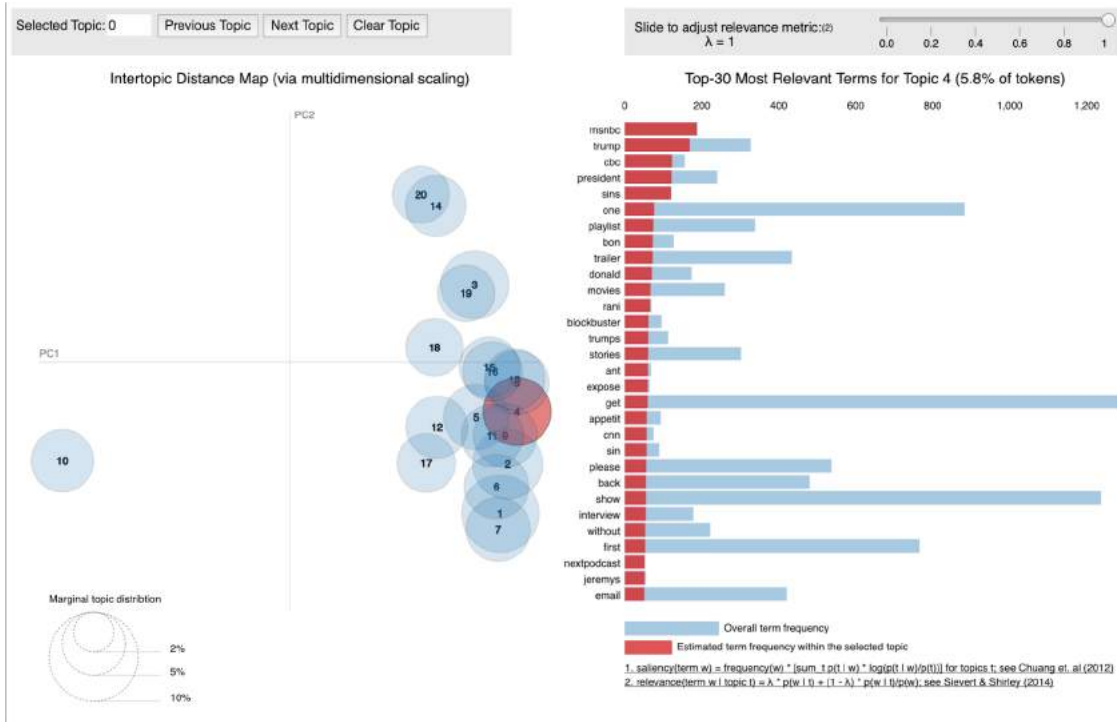 Selected Topic: 0 Previous Topic Next Topic Clear Topic
Slide to adjust relevance metric:(2)
λ = 1
0.0 0.2 0.4 0.6 0.8 1
Intertopic Distance Map (via multidimensional scaling)
PC2
PC1
20
14
3
19
18
15
16
4
5
12
11 9
10
17
2
6
1
7
Marginal topic distribtion
2%
5%
10%
Top-30 Most Relevant Terms for Topic 4 (5.8% of tokens)
0 200 400 600 800 1,000 1,200
msnbc
trump
cbc
president
sins
one
playlist
bon
trailer
donald
movies
rani
blockbuster
trumps
stories
ant
expose
get
appetit
cnn
sin
please
back
show
interview
without
first
nextpodcast
jeremys
email
Overall term frequency
Estimated term frequency within the selected topic
1. saliency(term w) = frequency(w) * [sum_t p(t | w) * log(p(t | w)/p(t))] for topics t; see Chuang et. al (2012)
2. relevance(term w | topic t) = λ * p(w | t) + (1 - λ) * p(w | t)/p(w); see Sievert & Shirley (2014)